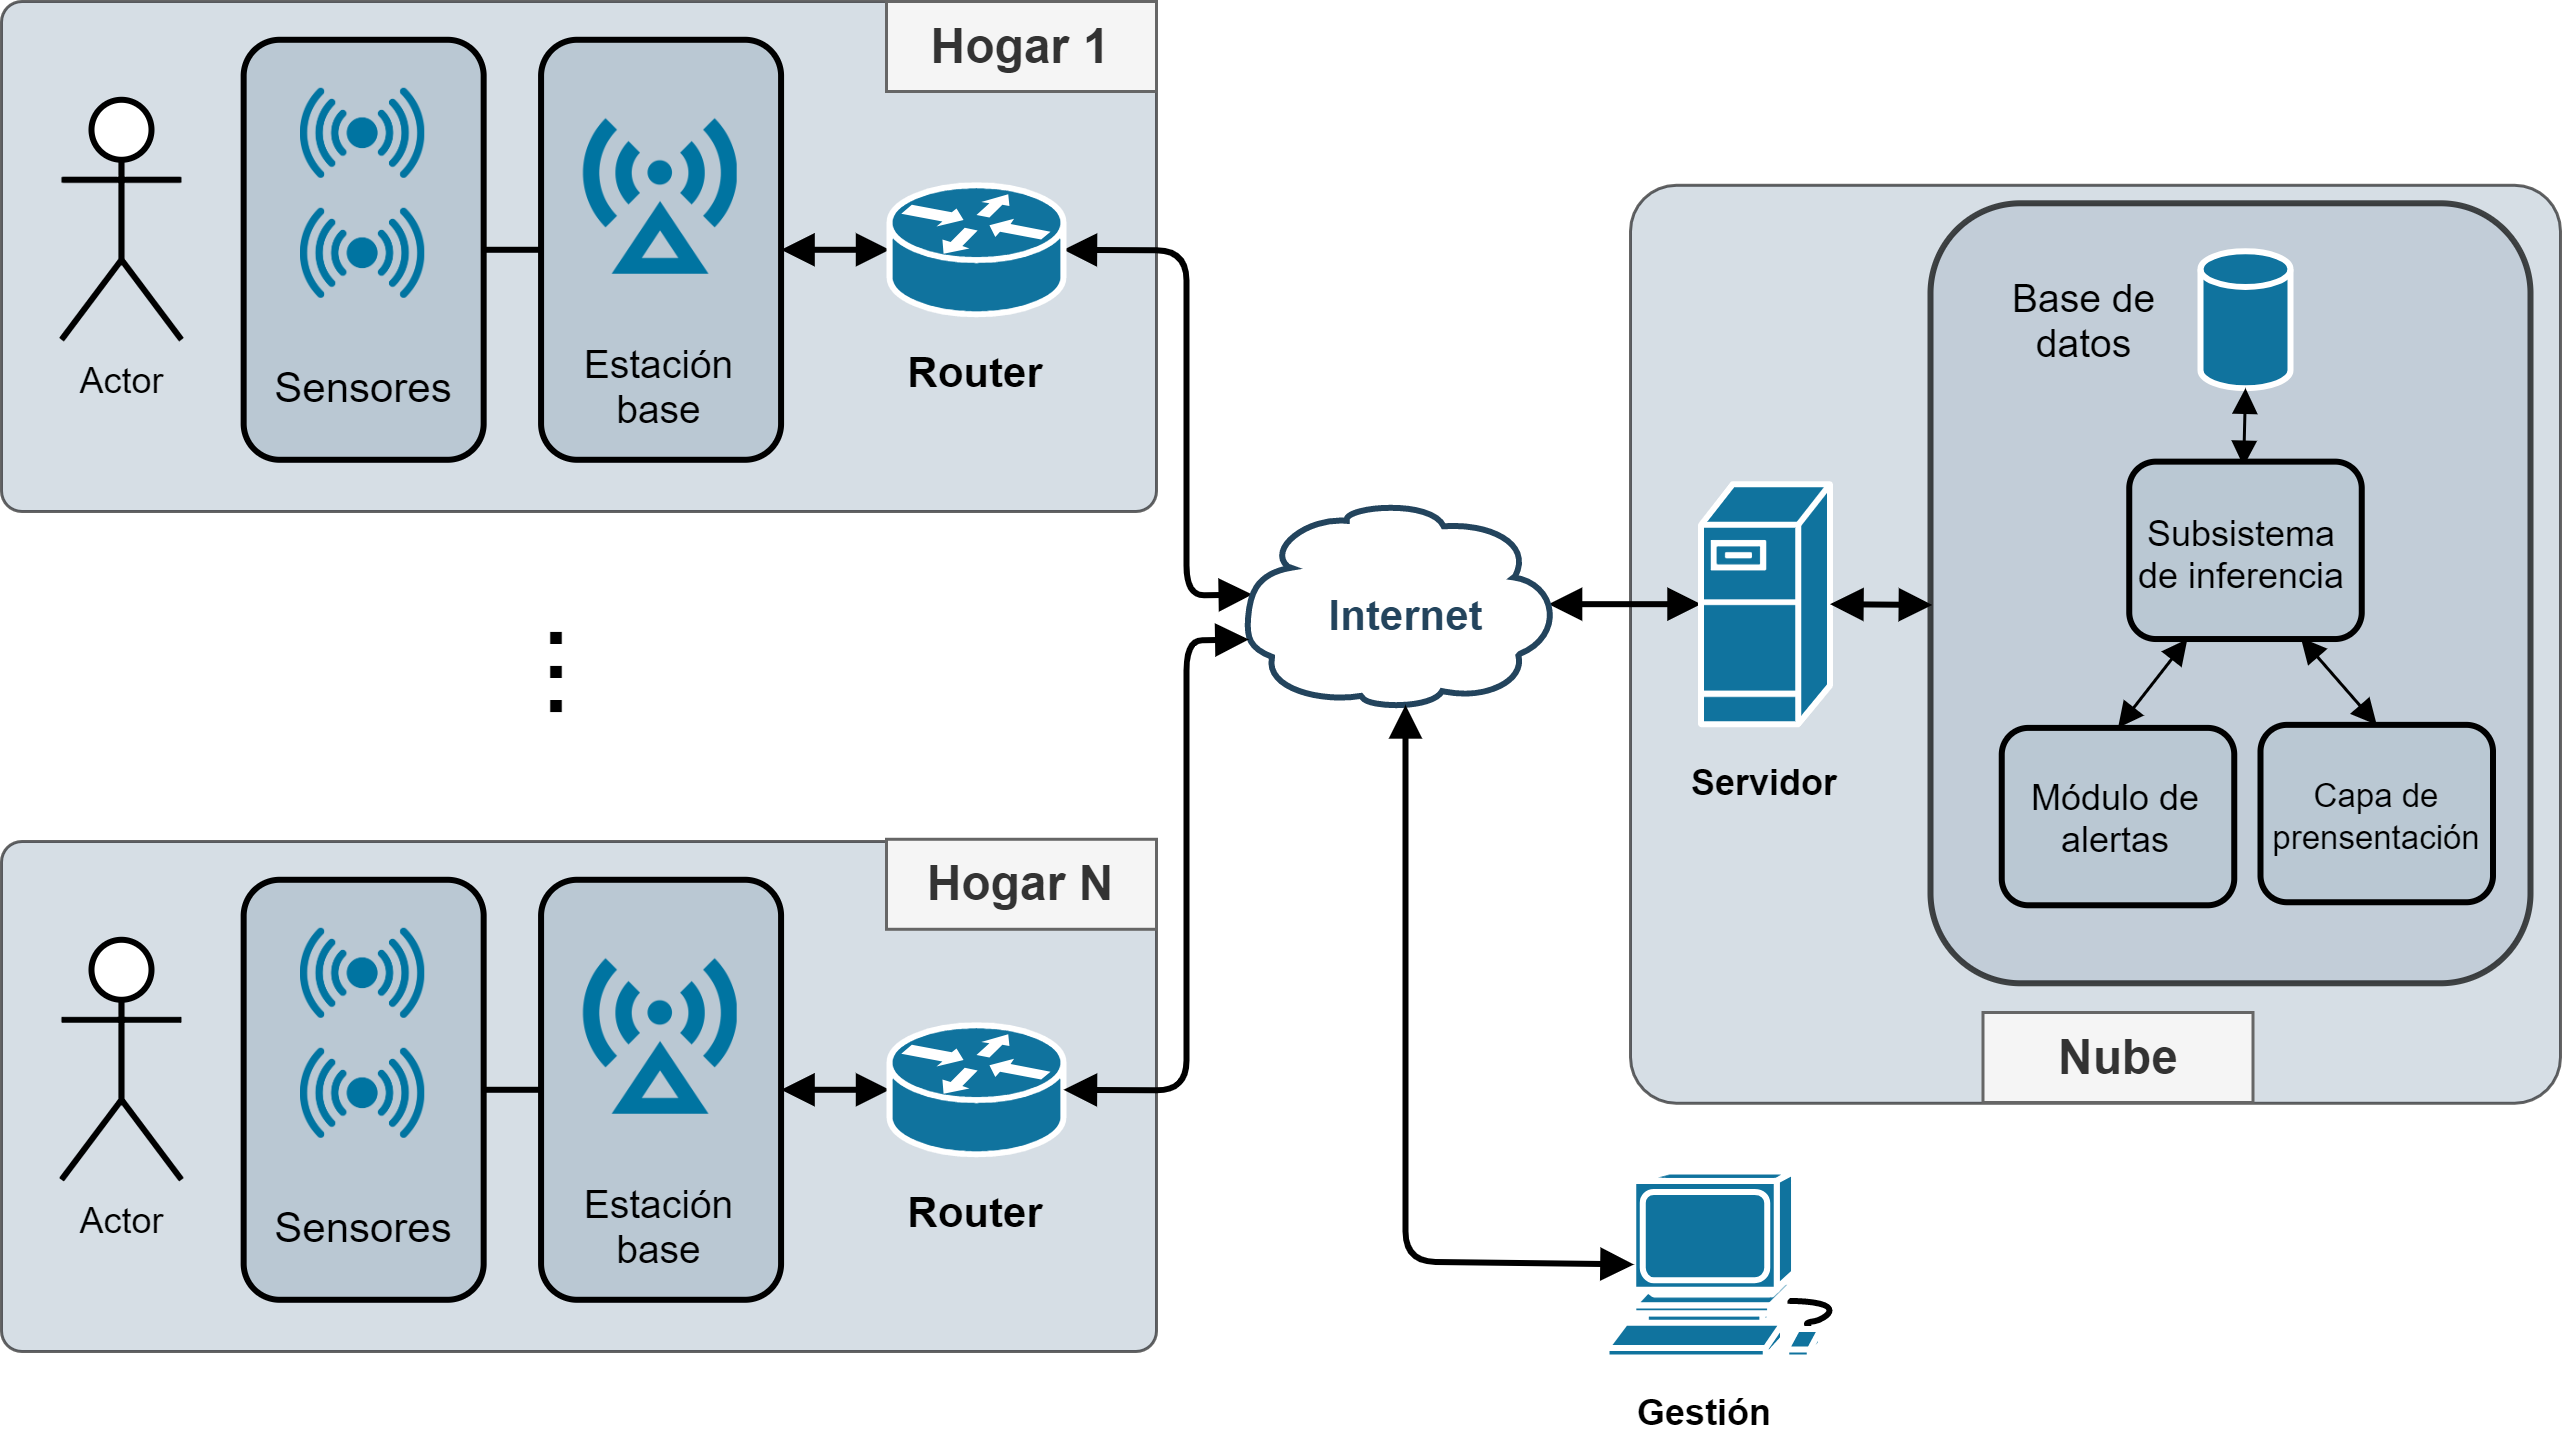 Hogar 1
Actor
Sensores
Estación
base
Router
Hogar N
Actor
Sensores
Estación
base
Router
Internet
Servidor
Base de
datos
Subsistema
de inferencia
Módulo de
alertas
Capa de
prensentación
Nube
Gestión